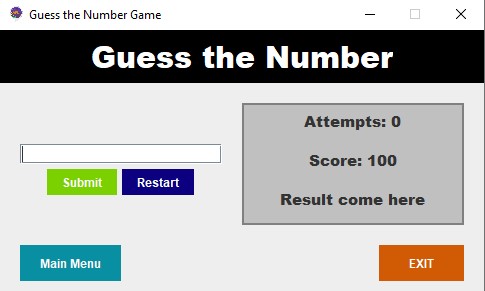 Guess the Number Game
Guess the Number
Attempts: 0
Score: 100
Result come here
Submit
Restart
Main Menu
EXIT